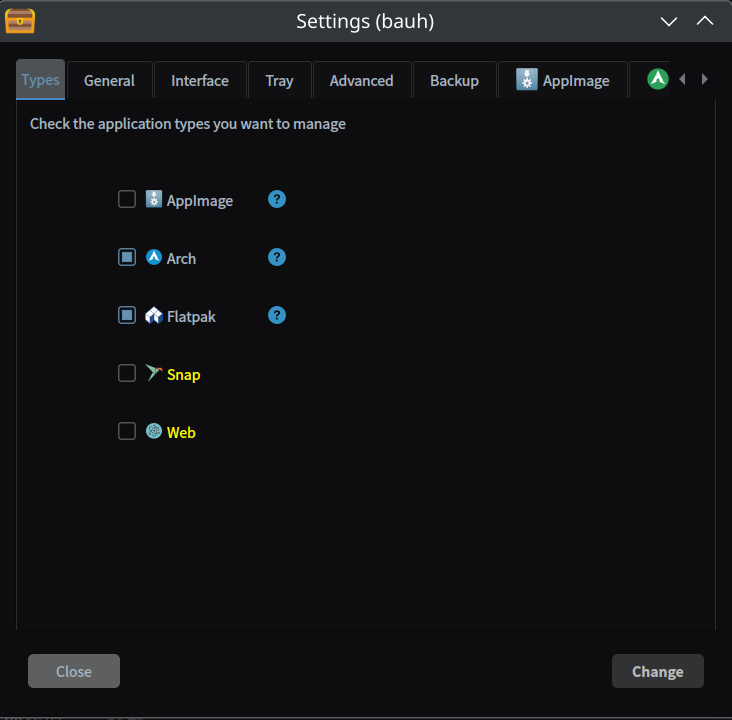 Settings (bauh)
Types General Interface Tray Advanced Backup AppImage
Check the application types you want to manage
AppImage ?
Arch ?
Flatpak ?
Snap
Web
Close Change